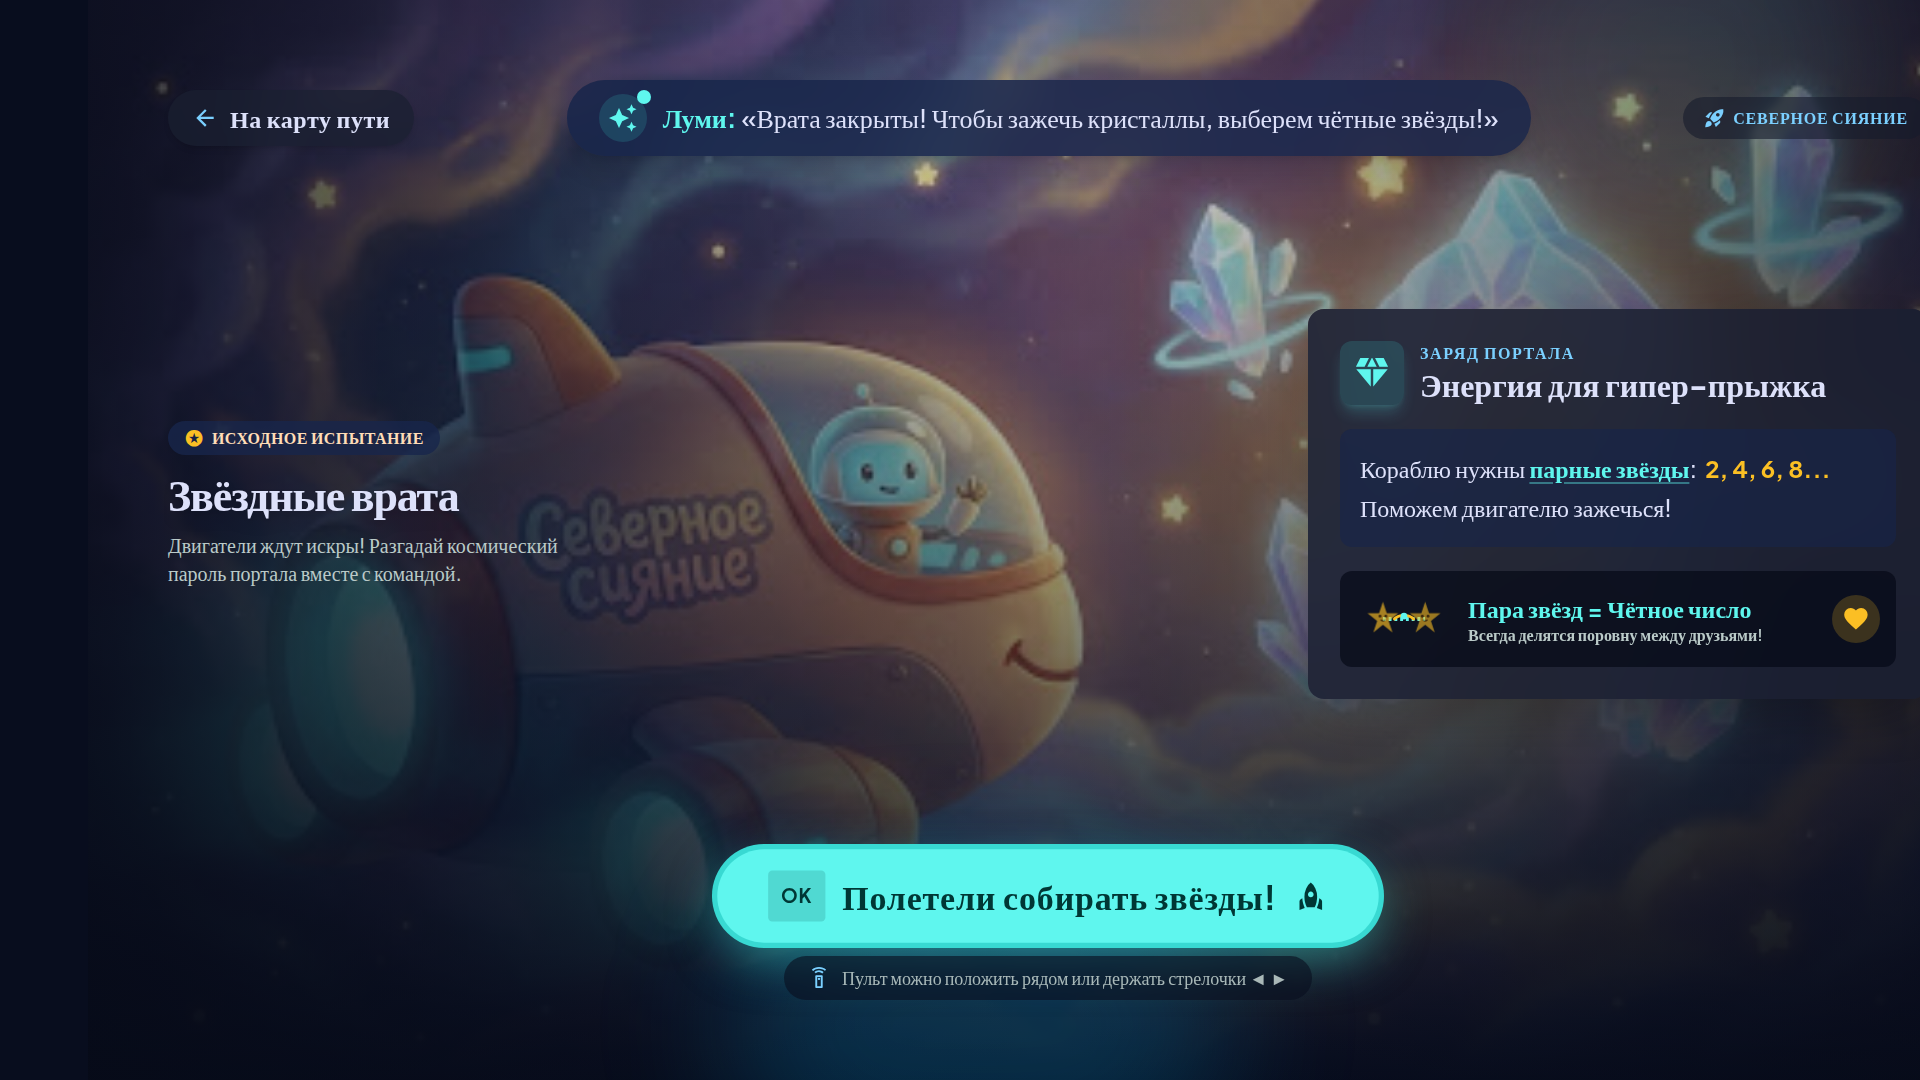 На карту пути
Луми: «Врата закрыты! Чтобы зажечь кристаллы, выберем чётные звёзды!»
СЕВЕРНОЕ СИЯНИЕ
ИСХОДНОЕ ИСПЫТАНИЕ
Звёздные врата
Двигатели ждут искры! Разгадай космический
пароль портала вместе с командой.
Северное
сияние
ЗАРЯД ПОРТАЛА
Энергия для гипер-прыжка
Кораблю нужны парные звёзды: 2, 4, 6, 8...
Поможем двигателю зажечься!
Пара звёзд = Чётное число
Всегда делятся поровну между друзьями!
OK Полетели собирать звёзды!
Пульт можно положить рядом или держать стрелочки ◄ ►